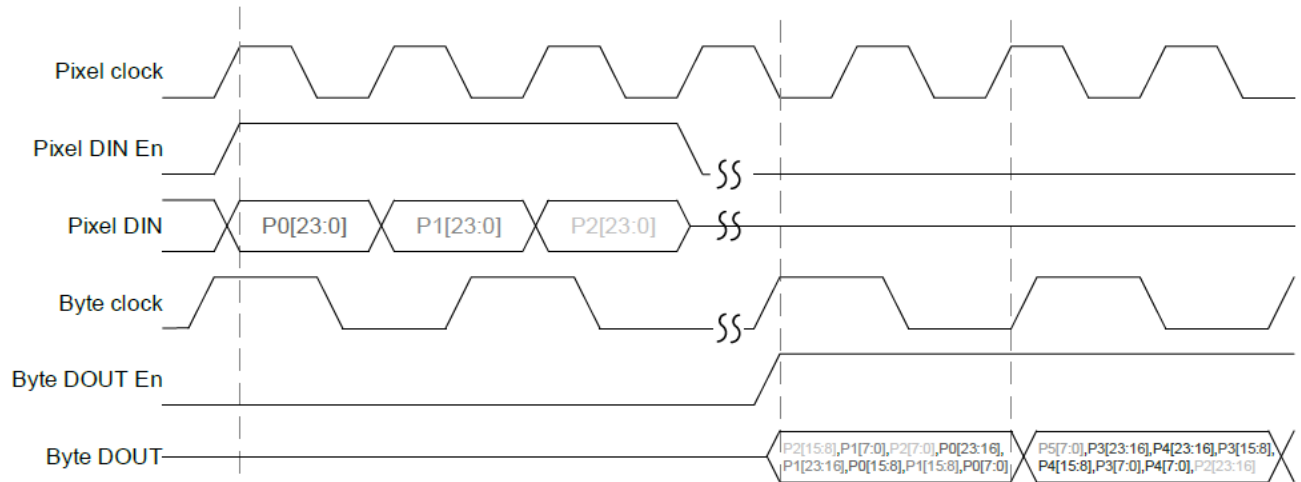 Pixel clock
Pixel DIN En
Pixel DIN
P0[23:0]
P1[23:0]
P2[23:0]
Byte clock
Byte DOUT En
Byte DOUT
P2[15:8],P1[7:0],P2[7:0],P0[23:16],
P1[23:16],P0[15:8],P1[15:8],P0[7:0]
P5[7:0],P3[23:16],P4[23:16],P3[15:8],
P4[15:8],P3[7:0],P4[7:0],P2[23:16]